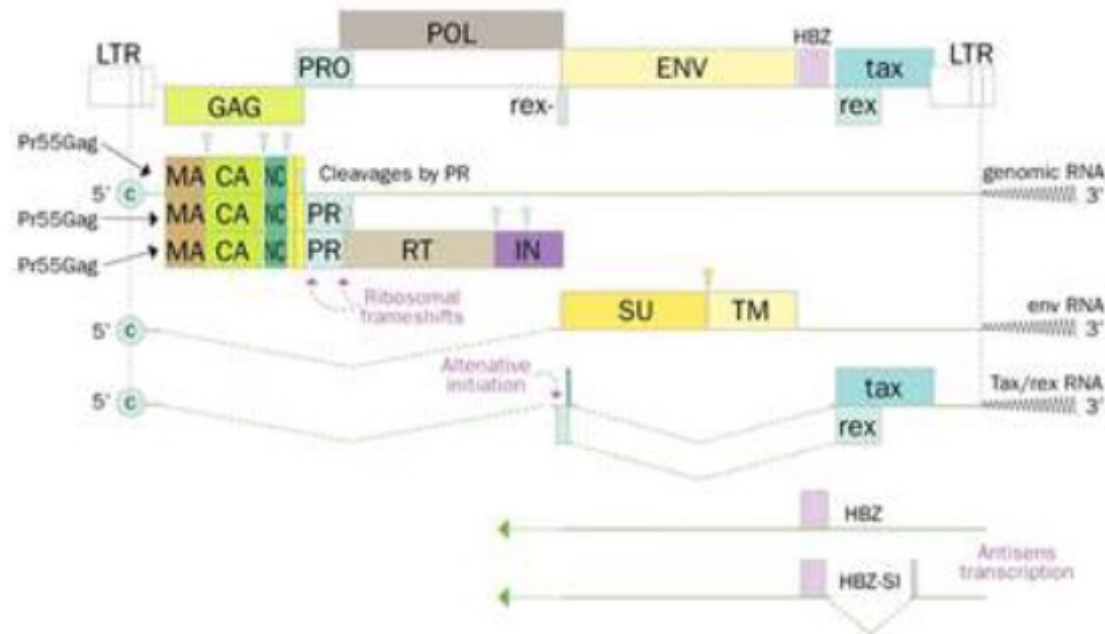 POL
HBZ
LTR
PRO
ENV
tax
LTR
GAG
rex-
rex
Pr55Gag
MA CA NC
Cleavages by PR
genomic RNA
5' C
3'
Pr55Gag
MA CA NC PR
Pr55Gag
MA CA NC PR RT IN
Ribosomal
frameshifts
SU TM
env RNA
5' C
3'
Altenative
initiation
tax
Tax/rex RNA
5' C
3'
rex
HBZ
Antisens
transcription
HBZ-SI